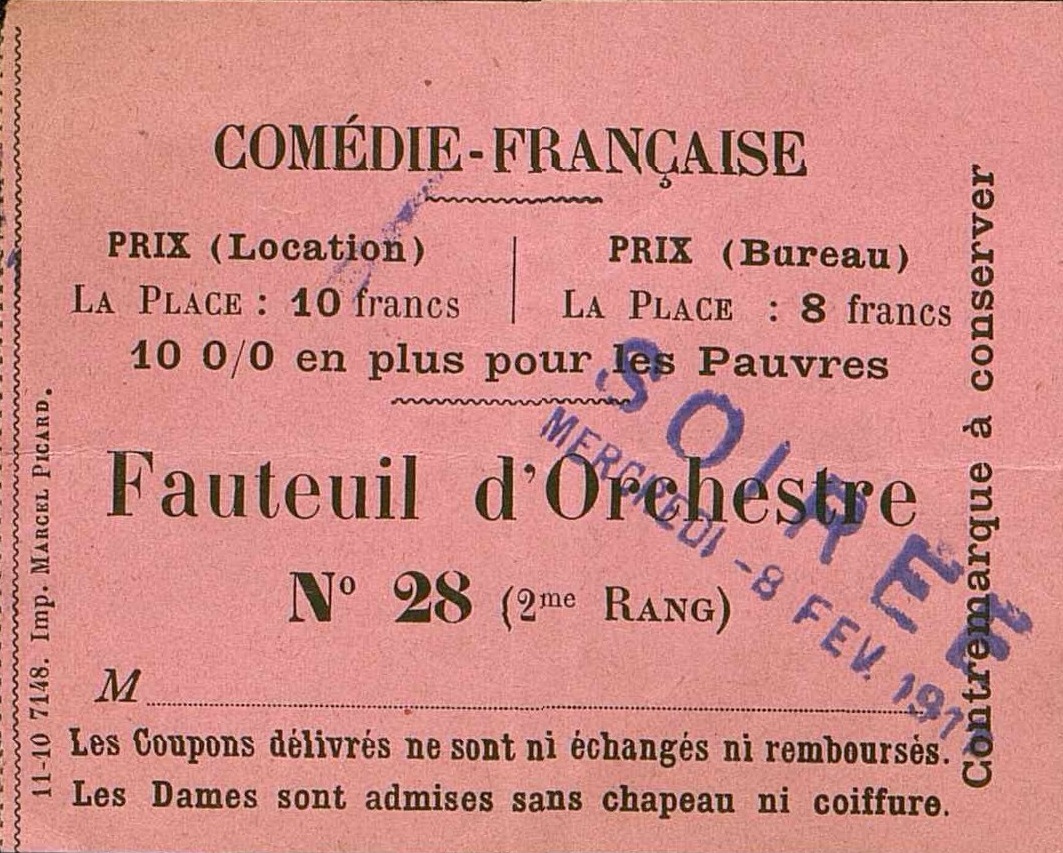 COMÉDIE-FRANÇAISE
PRIX (Location)
LA PLACE : 10 francs
PRIX (Bureau)
LA PLACE : 8 francs
10 0/0 en plus pour les Pauvres
Fauteuil d'Orchestre
Nº 28 (2me RANG)
M
Les Coupons délivrés ne sont ni échangés ni remboursés.
Les Dames sont admises sans chapeau ni coiffure.
11-10 7148. Imp. MARCEL PICARD.
Contremarque à conserver
SOIRÉE
MERCREDI -8 FEV.